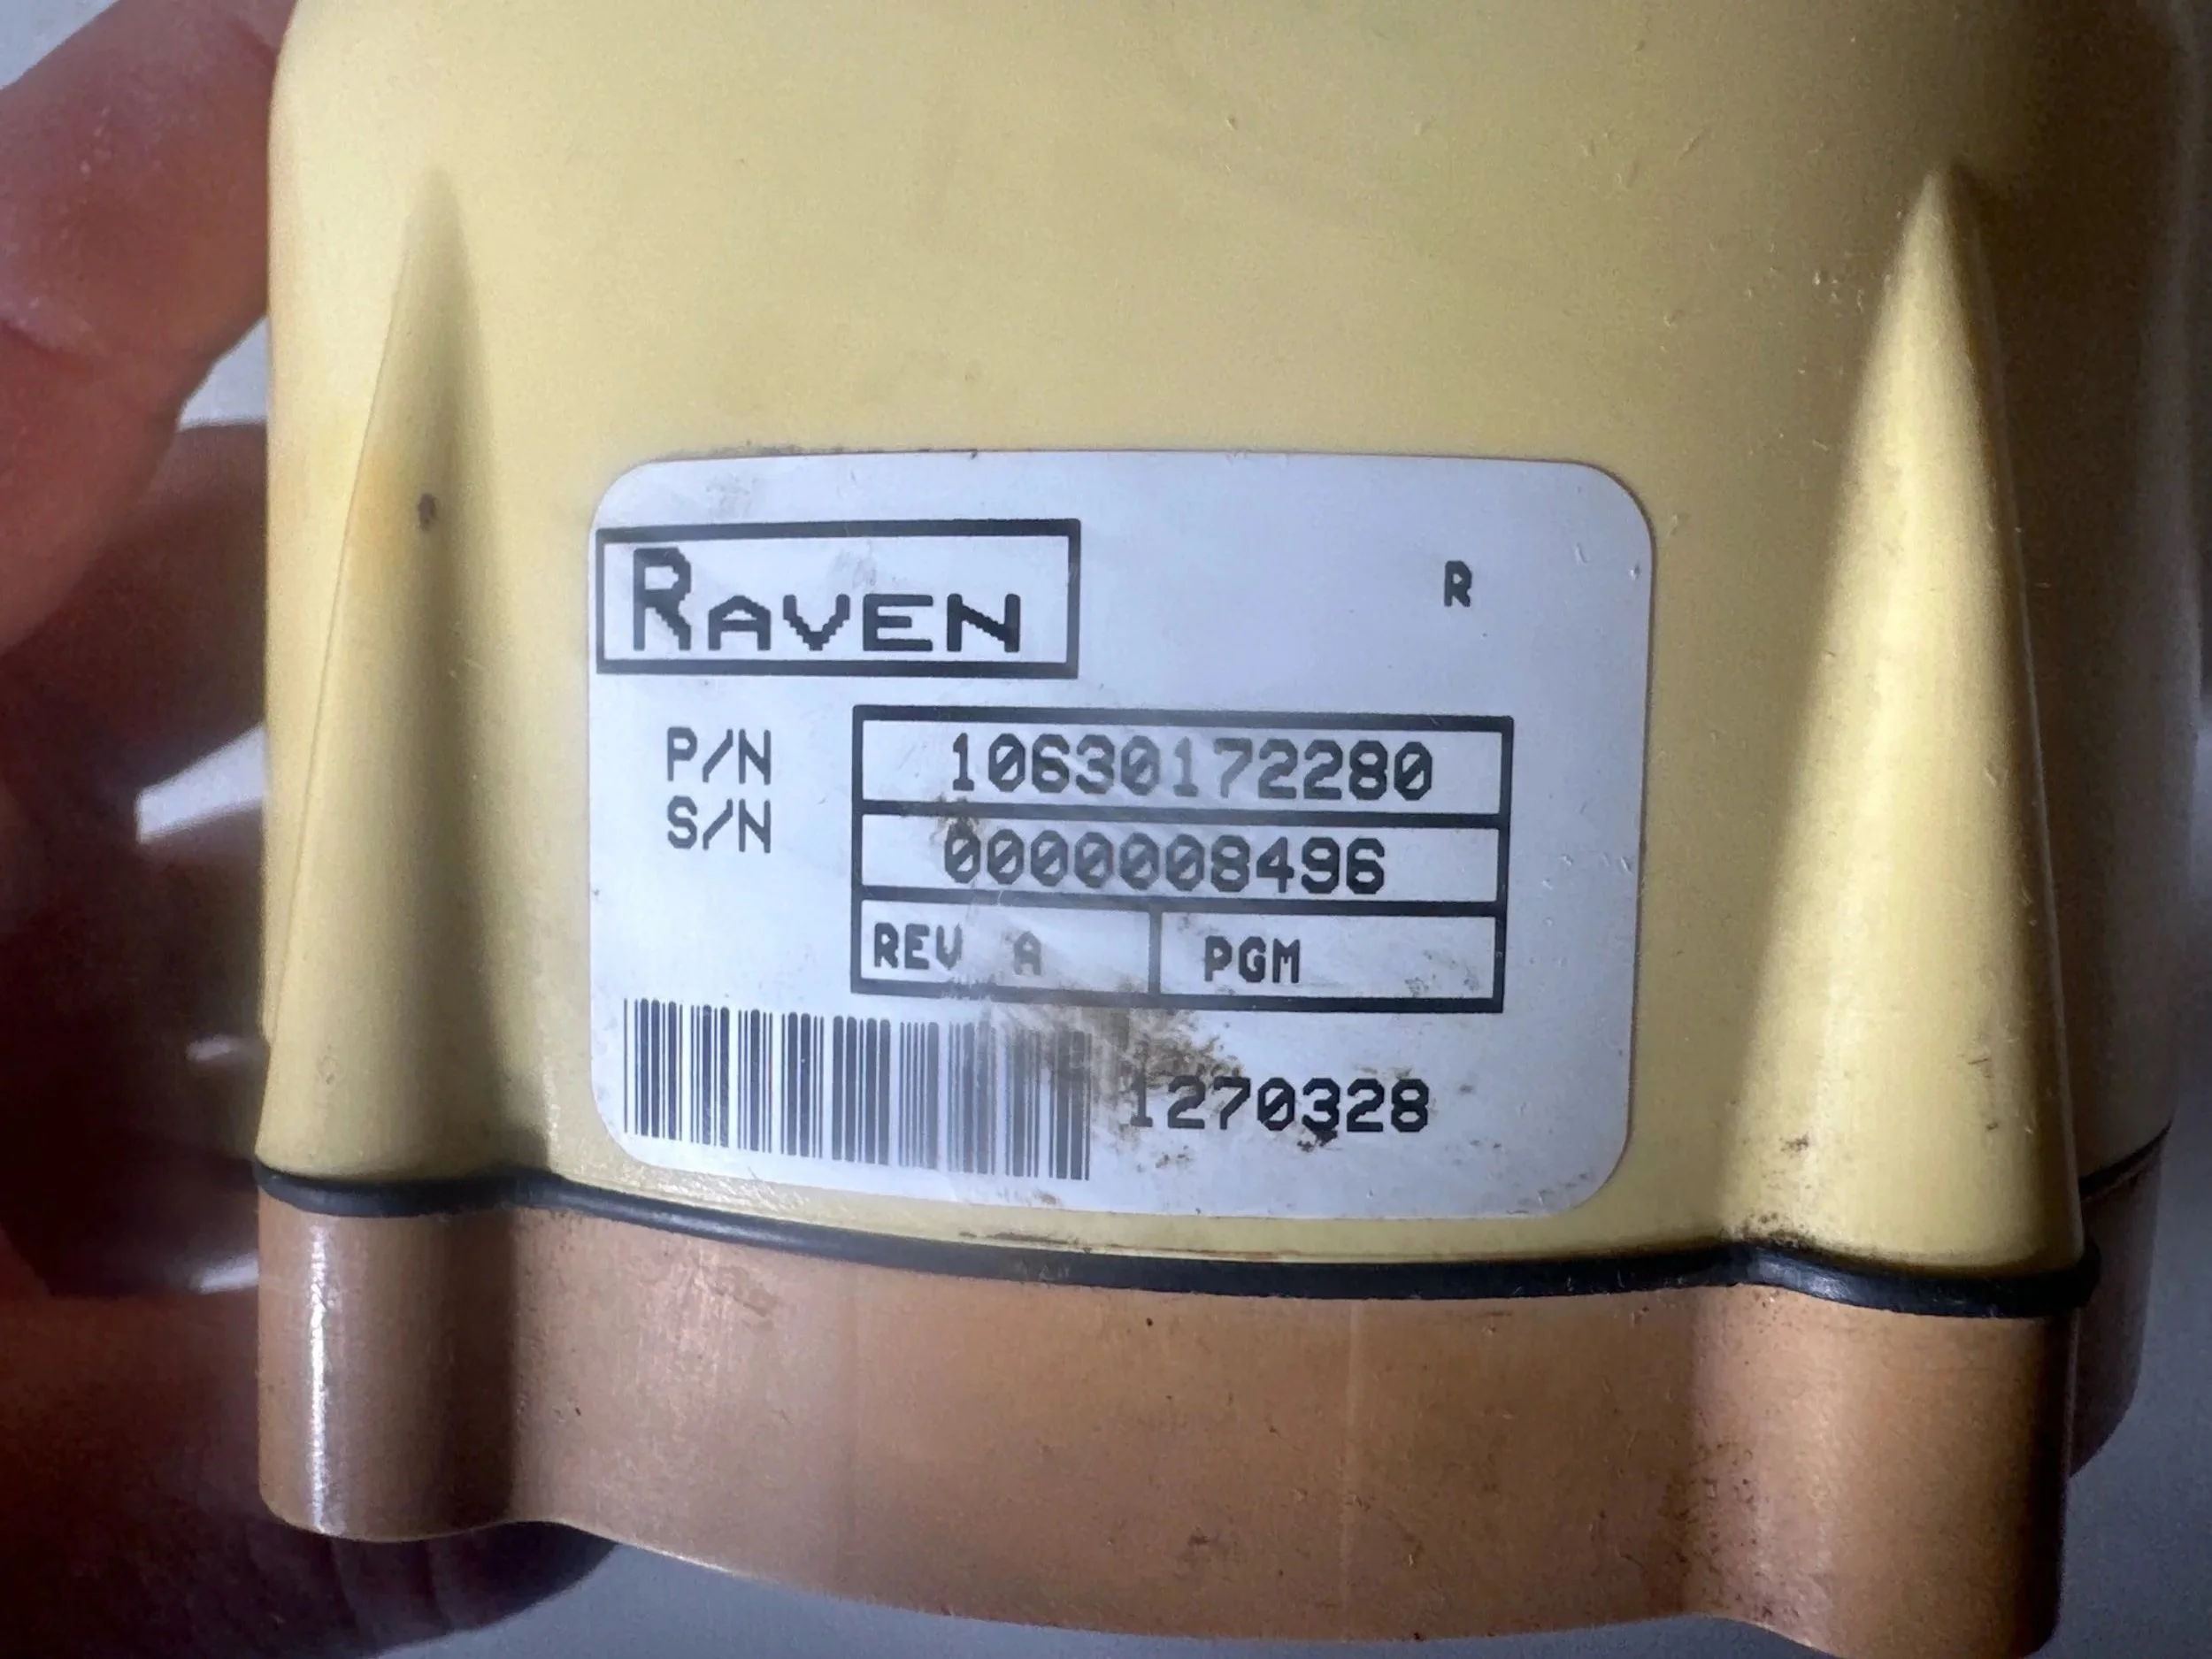 RAVEN
R
P/N 10630172280
S/N 0000008496
REV A PGM
1270328